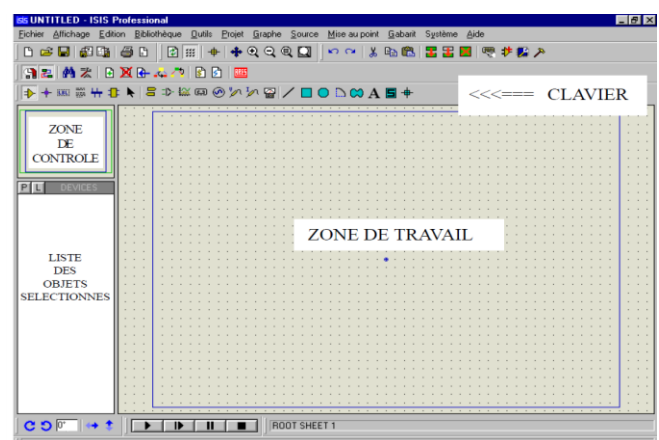 ISIS UNTITLED - ISIS Professional
Fichier Affichage Edition Bibliothèque Outils Projet Graphe Source Mise au point Gabarit Système Aide
A
<<<=== CLAVIER
ZONE
DE
CONTROLE
P L DEVICES
ZONE DE TRAVAIL
LISTE
DES
OBJETS
SELECTIONNES
0° ROOT SHEET 1